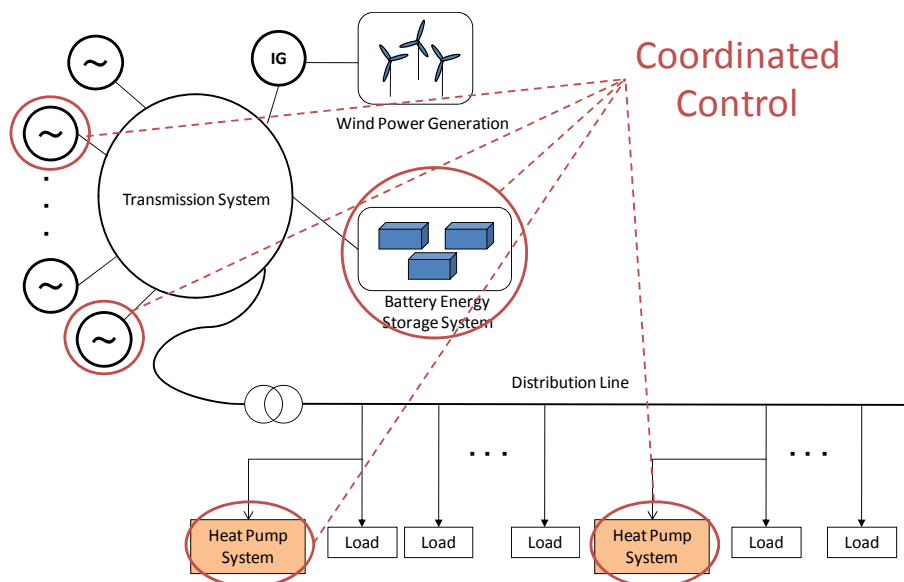 IG
Coordinated
Control
Wind Power Generation
~
~
Transmission System
~
~
Battery Energy
Storage System
Distribution Line
. . .
. . .
Heat Pump
System
Load
Load
Load
Heat Pump
System
Load
Load